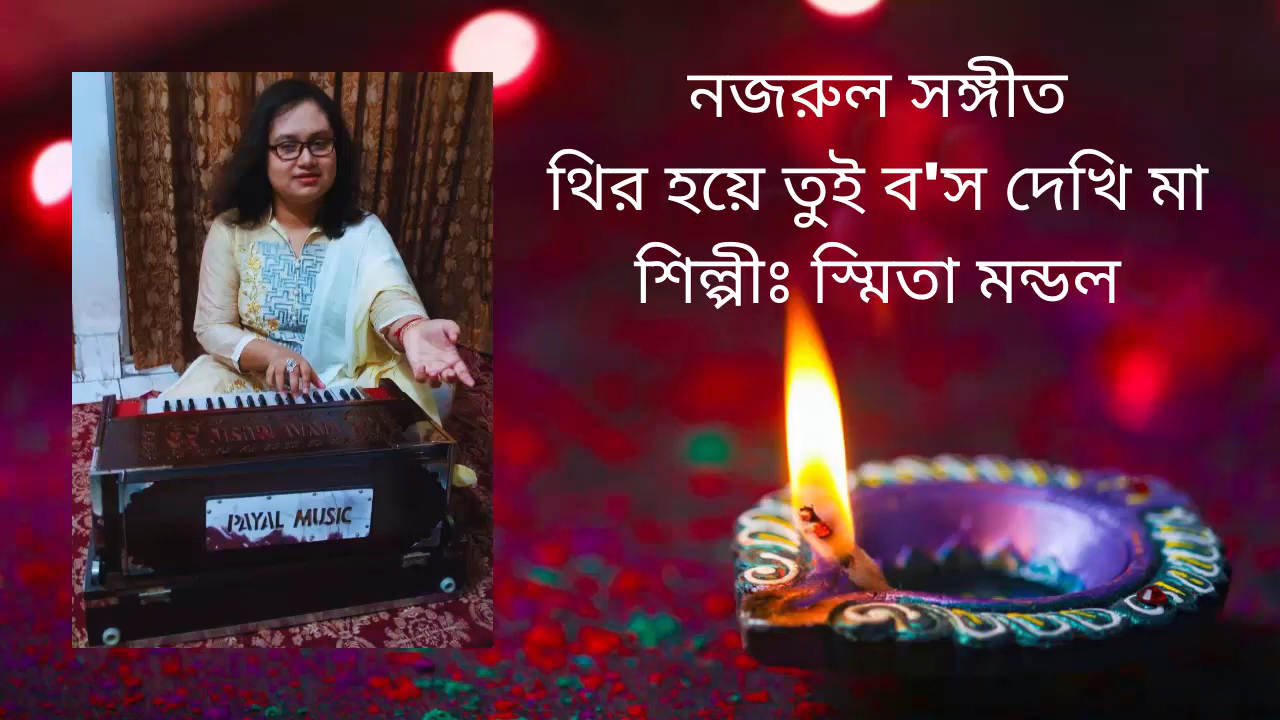 নজরুল সঙ্গীত
থির হয়ে তুই ব'স দেখি মা
শিল্পীঃ স্মিতা মন্ডল
PAYAL MUSIC